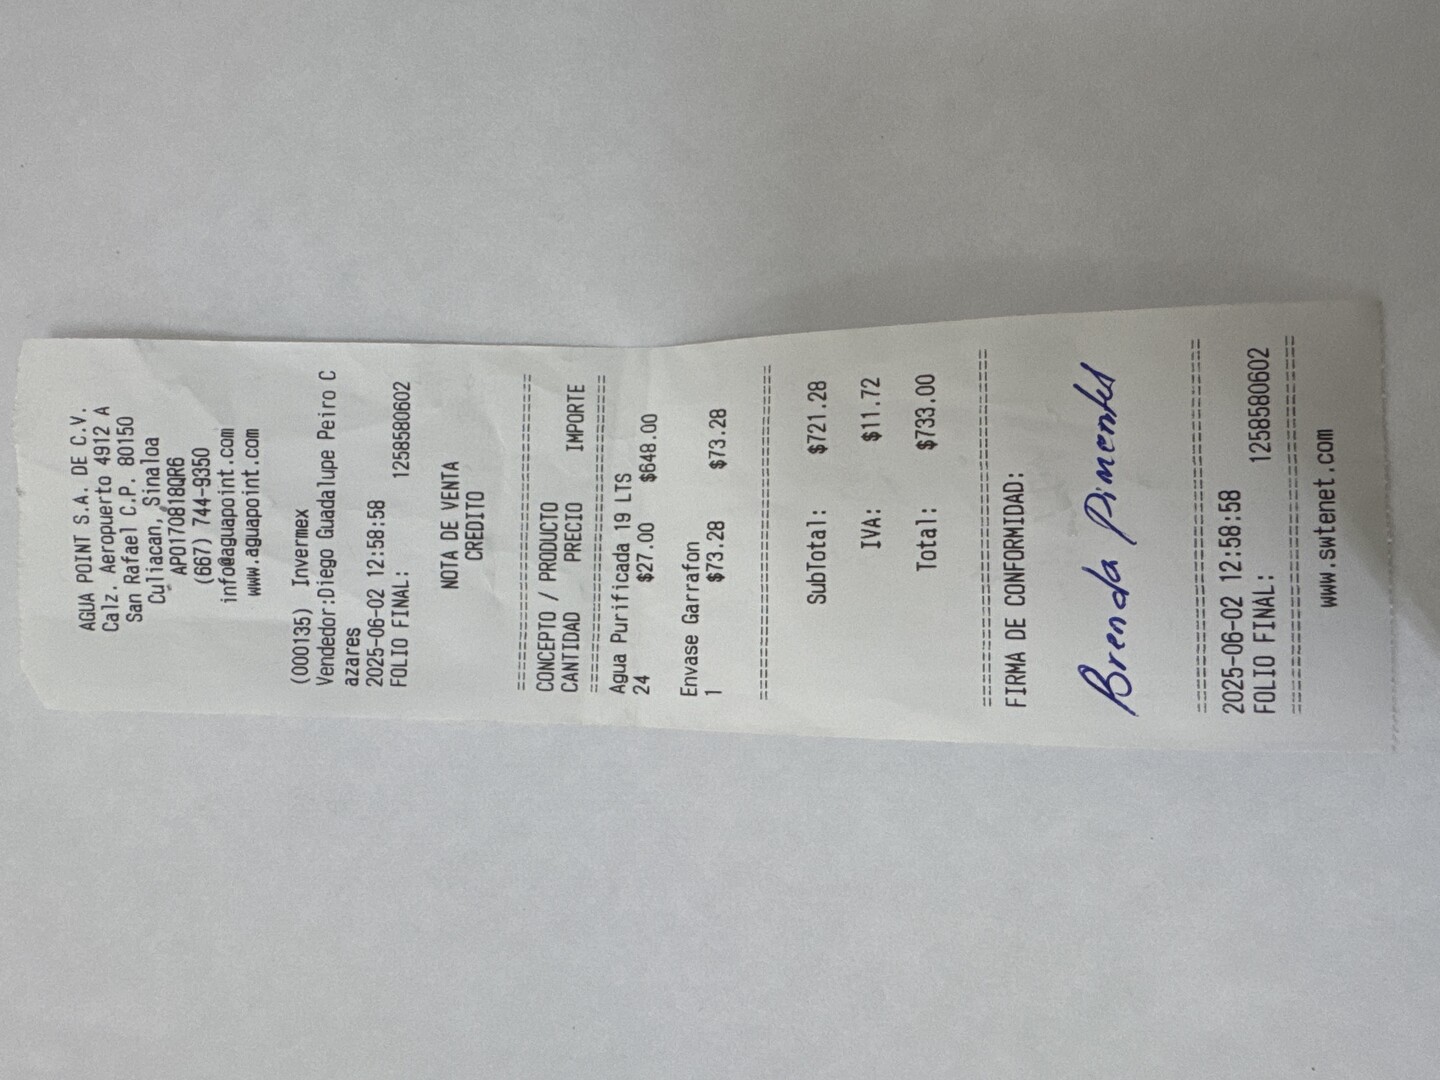 AGUA POINT S.A. DE C.V.
Calz. Aeropuerto 4912 A
San Rafael C.P. 80150
Culiacan, Sinaloa
APO170818QR6
(667) 744-9350
info@aguapoint.com
www.aguapoint.com
(000135) Invermex
Vendedor:Diego Guadalupe Peiro C
azares
2025-06-02 12:58:58
FOLIO FINAL: 1258580602
NOTA DE VENTA
CREDITO
================================
CONCEPTO / PRODUCTO
CANTIDAD PRECIO IMPORTE
================================
Agua Purificada 19 LTS
24 $27.00 $648.00
Envase Garrafon
1 $73.28 $73.28
================================
SubTotal: $721.28
IVA: $11.72
Total: $733.00
================================
FIRMA DE CONFORMIDAD:
Brenda Pimentel
================================
2025-06-02 12:58:58
FOLIO FINAL: 1258580602
================================
www.swtenet.com